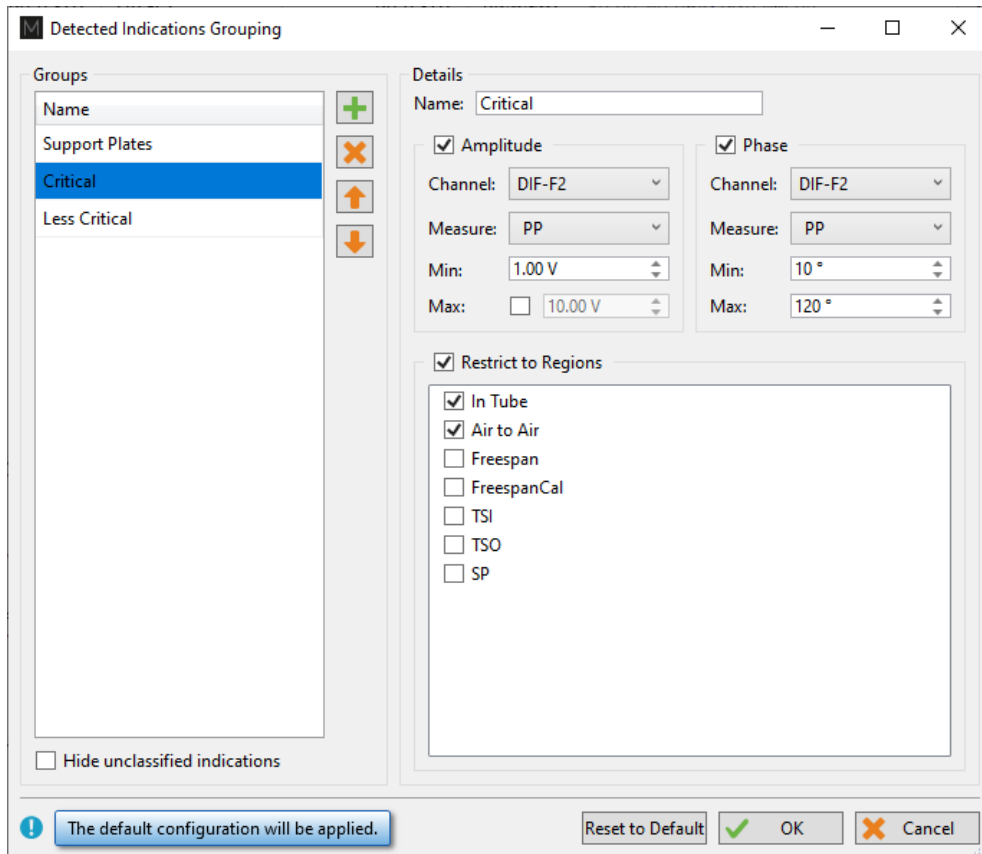 M Detected Indications Grouping
Groups
Name
Support Plates
Critical
Less Critical
Hide unclassified indications
Details
Name: Critical
Amplitude
Channel: DIF-F2
Measure: PP
Min: 1.00 V
Max: 10.00 V
Phase
Channel: DIF-F2
Measure: PP
Min: 10 °
Max: 120 °
Restrict to Regions
In Tube
Air to Air
Freespan
FreespanCal
TSI
TSO
SP
The default configuration will be applied.
Reset to Default
OK
Cancel